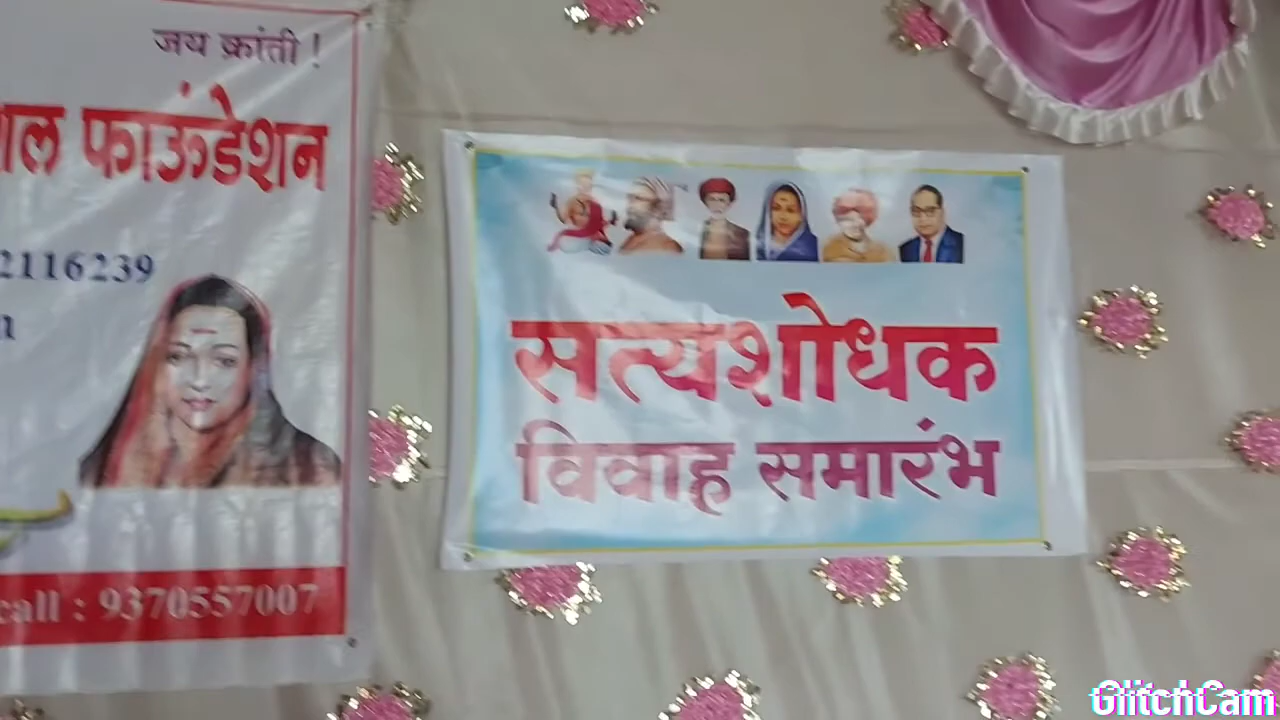 जय क्रांती !
फाऊंडेशन
2116239
call : 9370557007
सत्यशोधक
विवाह समारंभ
GlitchCam